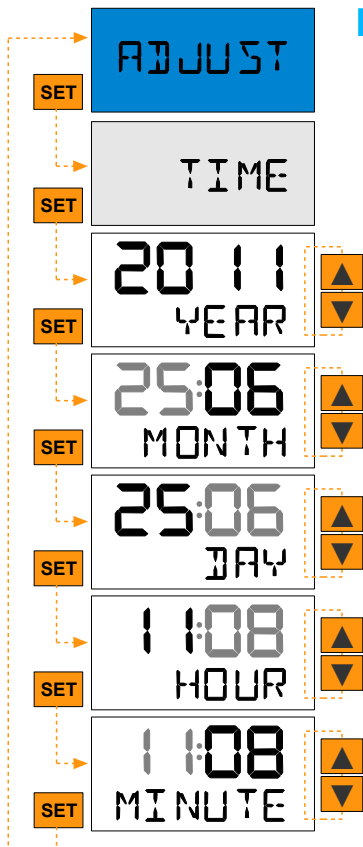 ADJUST
SET
TIME
SET
2011
YEAR
SET
25:06
MONTH
SET
25:06
DAY
SET
11:08
HOUR
SET
11:08
MINUTE
SET